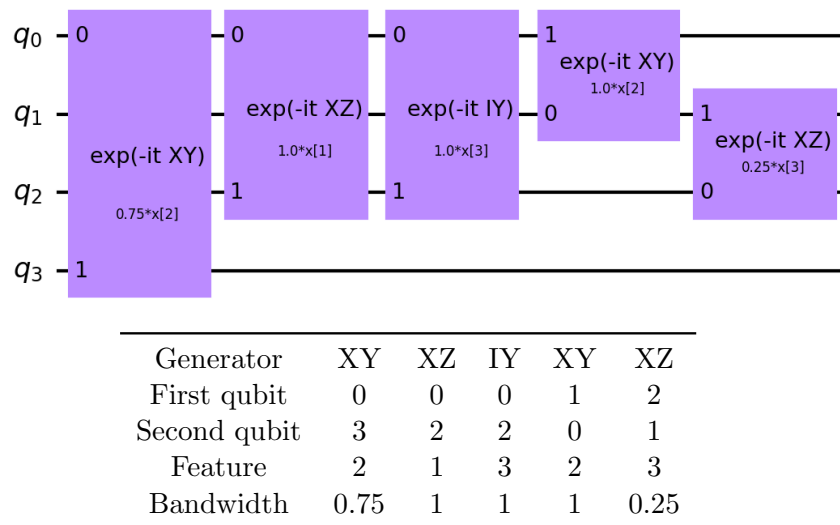 q₀ 0 0 0 1
exp(-it XY)
1.0*x[2]
q₁ exp(-it XZ) exp(-it IY) 0 1
exp(-it XY) 1.0*x[1] 1.0*x[3] exp(-it XZ)
0.25*x[3]
q₂ 1 1 0
0.75*x[2]
q₃ 1
Generator XY XZ IY XY XZ
First qubit 0 0 0 1 2
Second qubit 3 2 2 0 1
Feature 2 1 3 2 3
Bandwidth 0.75 1 1 1 0.25